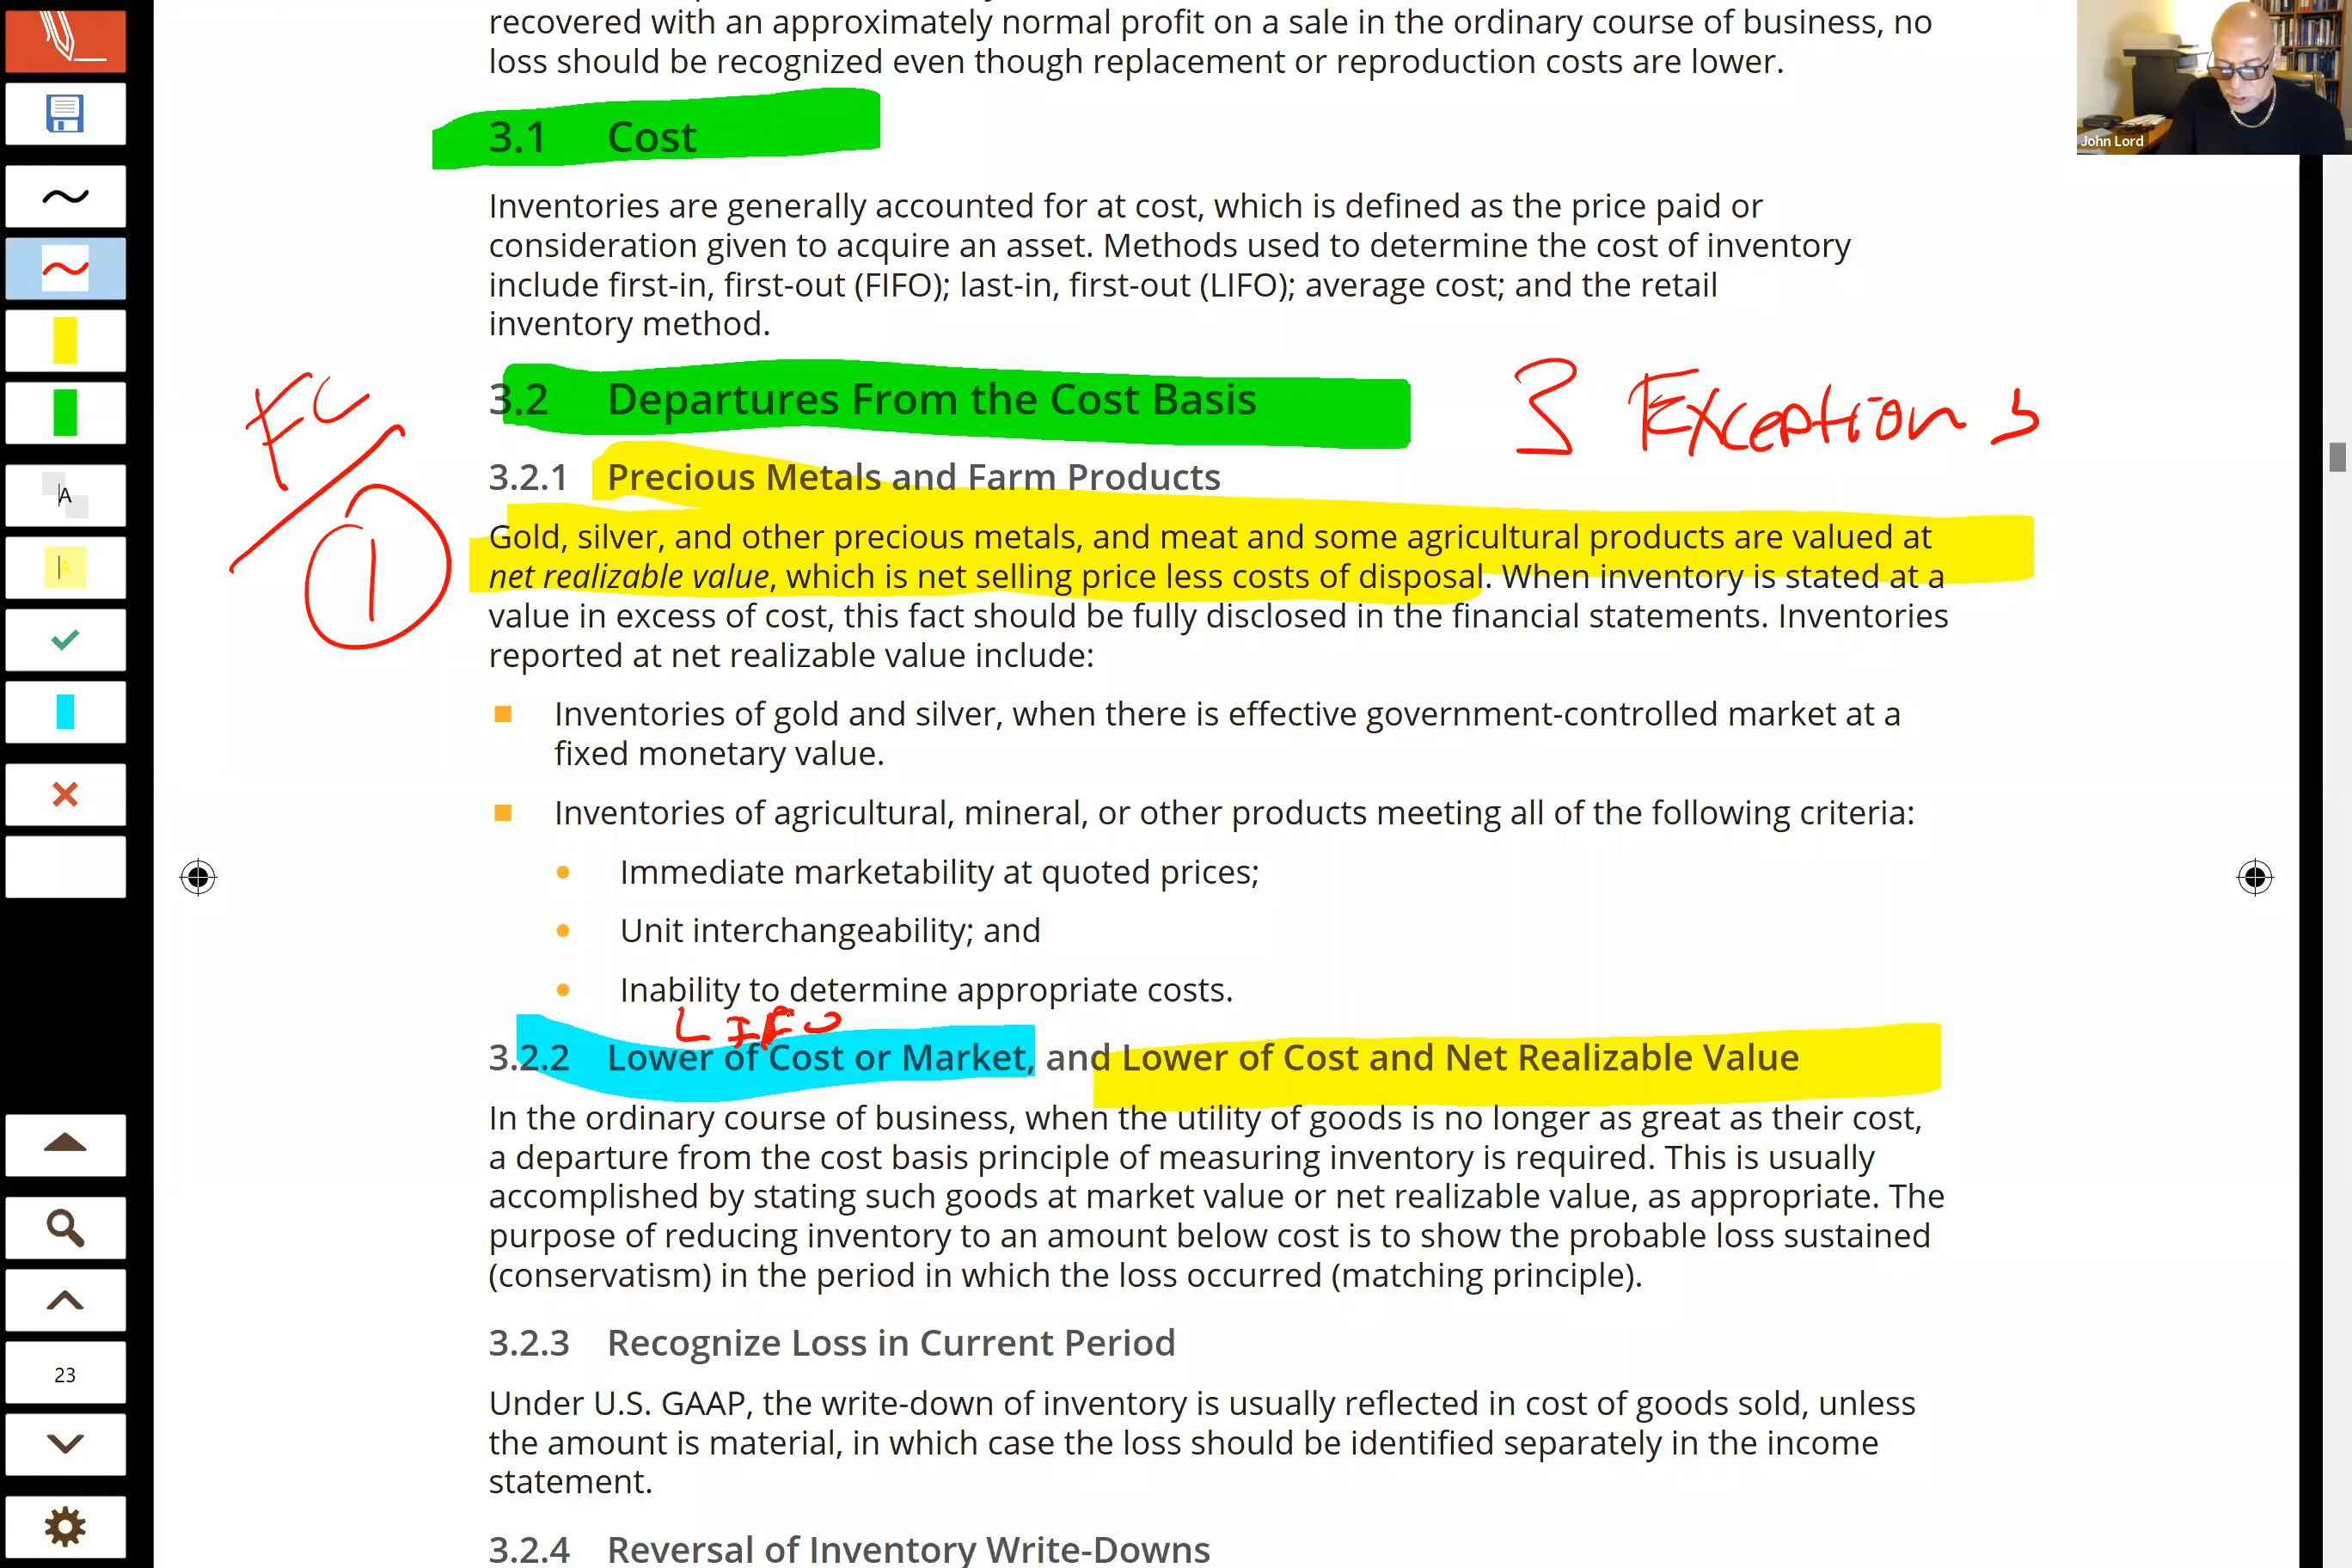 recovered with an approximately normal profit on a sale in the ordinary course of business, no
loss should be recognized even though replacement or reproduction costs are lower.
John Lord
3.1 Cost
Inventories are generally accounted for at cost, which is defined as the price paid or
consideration given to acquire an asset. Methods used to determine the cost of inventory
include first-in, first-out (FIFO); last-in, first-out (LIFO); average cost; and the retail
inventory method.
3.2 Departures From the Cost Basis
3 Exceptions
FC
1
3.2.1 Precious Metals and Farm Products
Gold, silver, and other precious metals, and meat and some agricultural products are valued at
net realizable value, which is net selling price less costs of disposal. When inventory is stated at a
value in excess of cost, this fact should be fully disclosed in the financial statements. Inventories
reported at net realizable value include:
Inventories of gold and silver, when there is effective government-controlled market at a
fixed monetary value.
Inventories of agricultural, mineral, or other products meeting all of the following criteria:
Immediate marketability at quoted prices;
Unit interchangeability; and
Inability to determine appropriate costs.
LIFO
3.2.2 Lower of Cost or Market, and Lower of Cost and Net Realizable Value
In the ordinary course of business, when the utility of goods is no longer as great as their cost,
a departure from the cost basis principle of measuring inventory is required. This is usually
accomplished by stating such goods at market value or net realizable value, as appropriate. The
purpose of reducing inventory to an amount below cost is to show the probable loss sustained
(conservatism) in the period in which the loss occurred (matching principle).
3.2.3 Recognize Loss in Current Period
23
Under U.S. GAAP, the write-down of inventory is usually reflected in cost of goods sold, unless
the amount is material, in which case the loss should be identified separately in the income
statement.
3.2.4 Reversal of Inventory Write-Downs